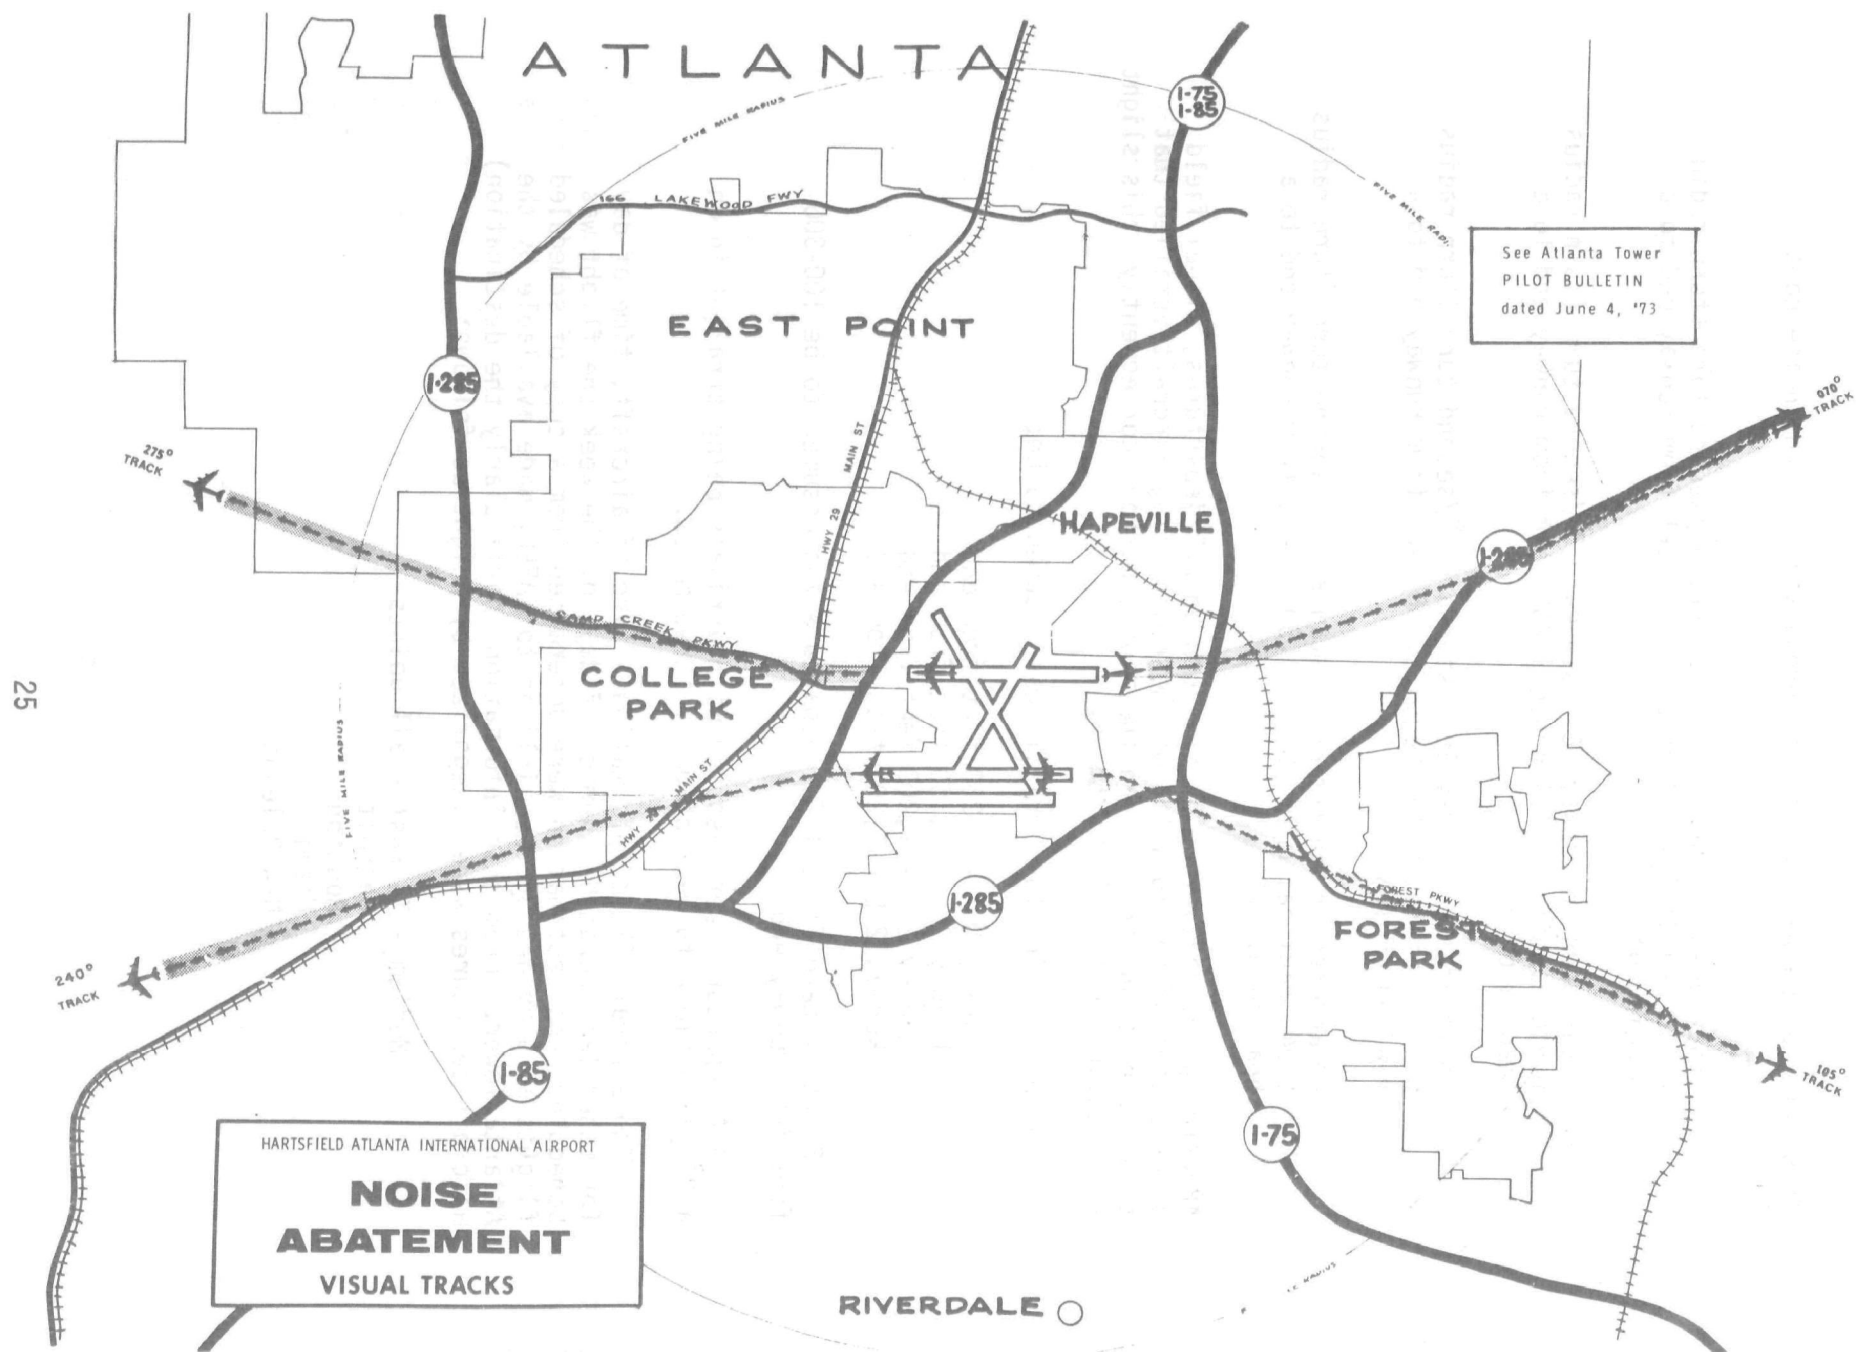 ATLANTA
I-75
I-85
FIVE MILE RADIUS
166 LAKEWOOD FWY
FIVE MILE RADI
See Atlanta Tower
PILOT BULLETIN
dated June 4, '73
EAST POINT
I-285
070°
TRACK
275°
TRACK
MAIN ST
HWY 29
HAPEVILLE
I-285
CAMP CREEK PKWY
COLLEGE
PARK
25
FIVE MILE RADIUS
MAIN ST
HWY 29
I-285
FOREST PKWY
FOREST
PARK
240°
TRACK
I-85
105°
TRACK
I-75
HARTSFIELD ATLANTA INTERNATIONAL AIRPORT
NOISE
ABATEMENT
VISUAL TRACKS
RADIUS
RIVERDALE